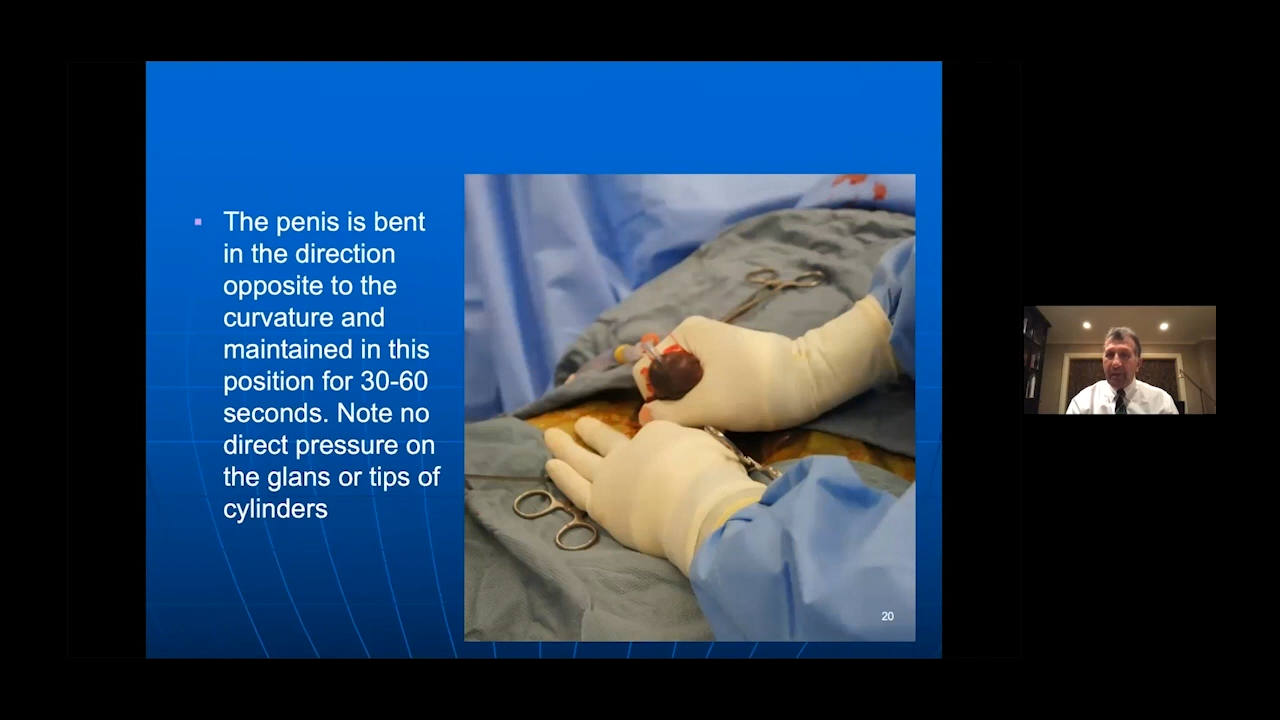 The penis is bent
in the direction
opposite to the
curvature and
maintained in this
position for 30-60
seconds. Note no
direct pressure on
the glans or tips of
cylinders
20